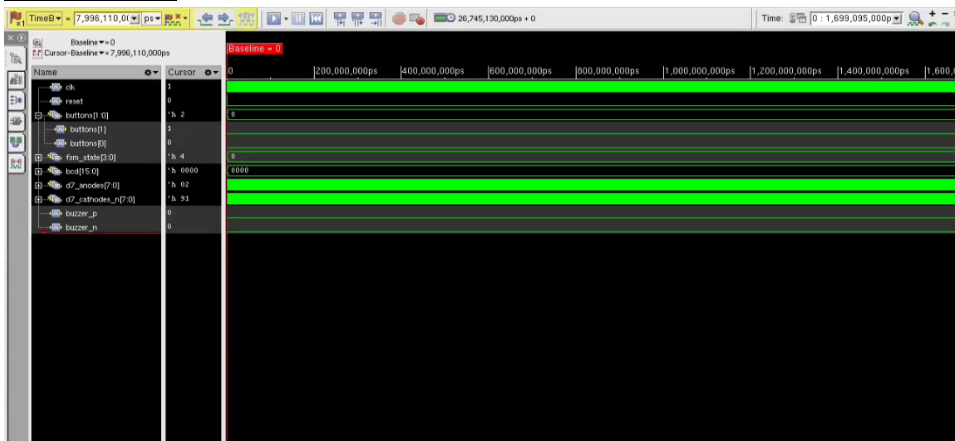 TimeB = 7,996,110,0( ps 26,745,130,000ps + 0 Time: 0 : 1,699,095,000p
Baseline = 0
Cursor-Baseline = 7,996,110,000ps
Baseline = 0
Name Cursor 0 200,000,000ps 400,000,000ps 600,000,000ps 800,000,000ps 1,000,000,000ps 1,200,000,000ps 1,400,000,000ps 1,600,
clk 1
reset 0
buttons[1:0] 'h 2 0
buttons[1] 1
buttons[0] 0
fsm_state[3:0] 'h 4 0
bcd[15:0] 'h 0000 0000
d7_anodes[7:0] 'h 02
d7_cathodes_n[7:0] 'h 91
buzzer_p 0
buzzer_n 0